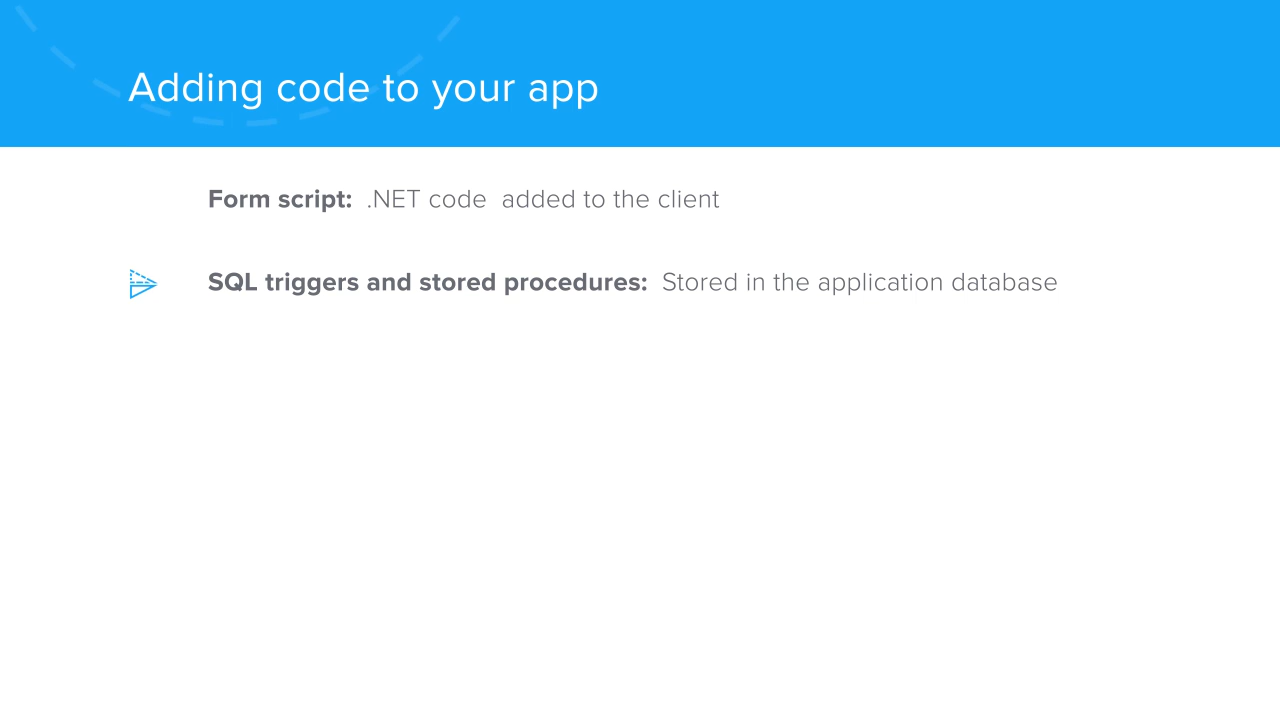 Adding code to your app
Form script: .NET code added to the client
SQL triggers and stored procedures: Stored in the application database